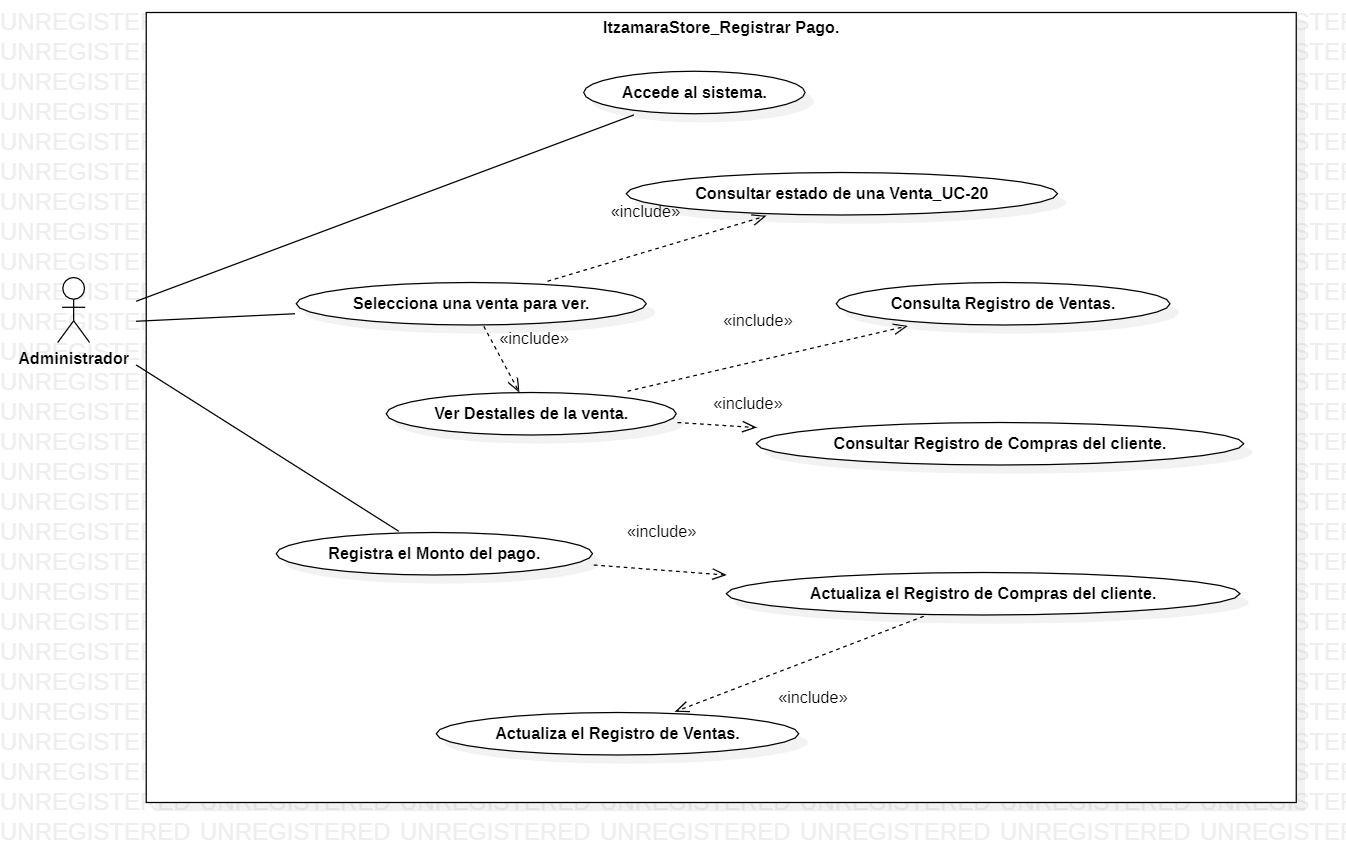 ItzamaraStore_Registrar Pago.
Accede al sistema.
Consultar estado de una Venta_UC-20
«include»
Selecciona una venta para ver.
Consulta Registro de Ventas.
«include»
«include»
Administrador
Ver Destalles de la venta.
«include»
Consultar Registro de Compras del cliente.
«include»
Registra el Monto del pago.
Actualiza el Registro de Compras del cliente.
«include»
Actualiza el Registro de Ventas.
UNREGISTERED UNREGISTERED UNREGISTERED UNREGISTERED UNREGISTERED UNREGISTERED